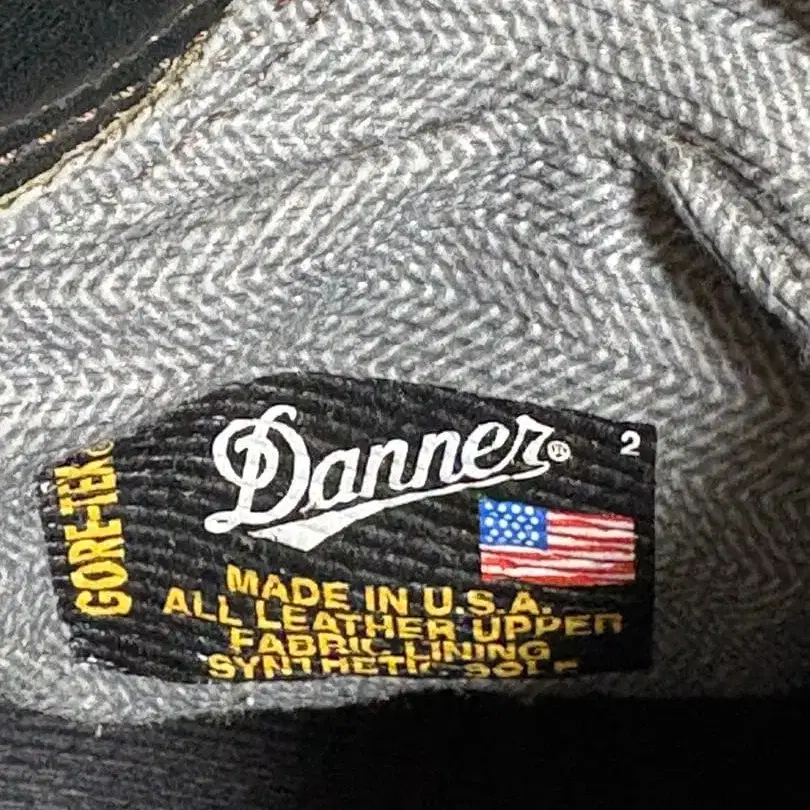 Danner®
2
GORE-TEX®
MADE IN U.S.A.
ALL LEATHER UPPER
FABRIC LINING
SYNTHETIC SOLE